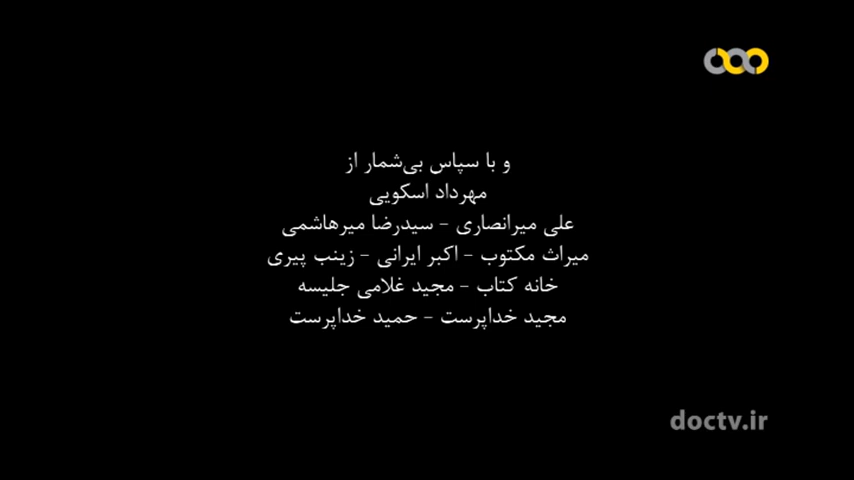 و با سپاس بی‌شمار از
مهرداد اسکویی
علی میرانصاری - سیدرضا میرهاشمی
میراث مکتوب - اکبر ایرانی - زینب پیری
خانه کتاب - مجید غلامی جلیسه
مجید خداپرست - حمید خداپرست
doctv.ir